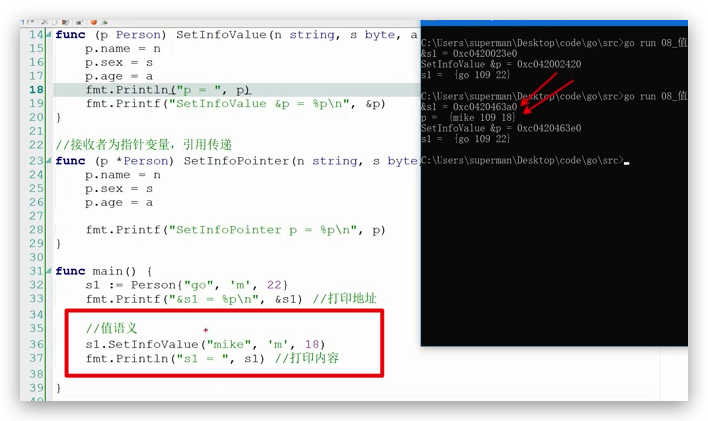 14 func (p Person) SetInfoValue(n string, s byte, a
15 p.name = n
16 p.sex = s
17 p.age = a
18 fmt.Println("p = ", p)
19 fmt.Printf("SetInfoValue &p = %p\n", &p)
20 }
21
22 //接收者为指针变量，引用传递
23 func (p *Person) SetInfoPointer(n string, s byte
24 p.name = n
25 p.sex = s
26 p.age = a
27
28 fmt.Printf("SetInfoPointer p = %p\n", p)
29 }
30
31 func main() {
32 s1 := Person{"go", 'm', 22}
33 fmt.Printf("&s1 = %p\n", &s1) //打印地址
34
35 //值语义
36 s1.SetInfoValue("mike", 'm', 18)
37 fmt.Println("s1 = ", s1) //打印内容
38
39 }
C:\Users\superman\Desktop\code\go\src>go run 08_值
&s1 = 0xc0420023e0
SetInfoValue &p = 0xc042002420
s1 = {go 109 22}
C:\Users\superman\Desktop\code\go\src>go run 08_值
&s1 = 0xc0420463a0
p = {mike 109 18}
SetInfoValue &p = 0xc0420463e0
s1 = {go 109 22}
C:\Users\superman\Desktop\code\go\src>